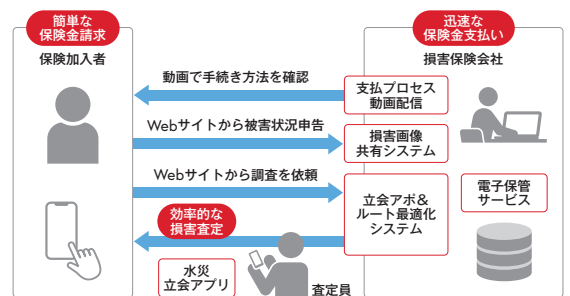 簡単な
保険金請求
迅速な
保険金支払い
保険加入者
損害保険会社
動画で手続き方法を確認
支払プロセス
動画配信
Webサイトから被害状況申告
損害画像
共有システム
Webサイトから調査を依頼
立会アポ&
ルート最適化
システム
電子保管
サービス
効率的な
損害査定
水災
立会アプリ
査定員